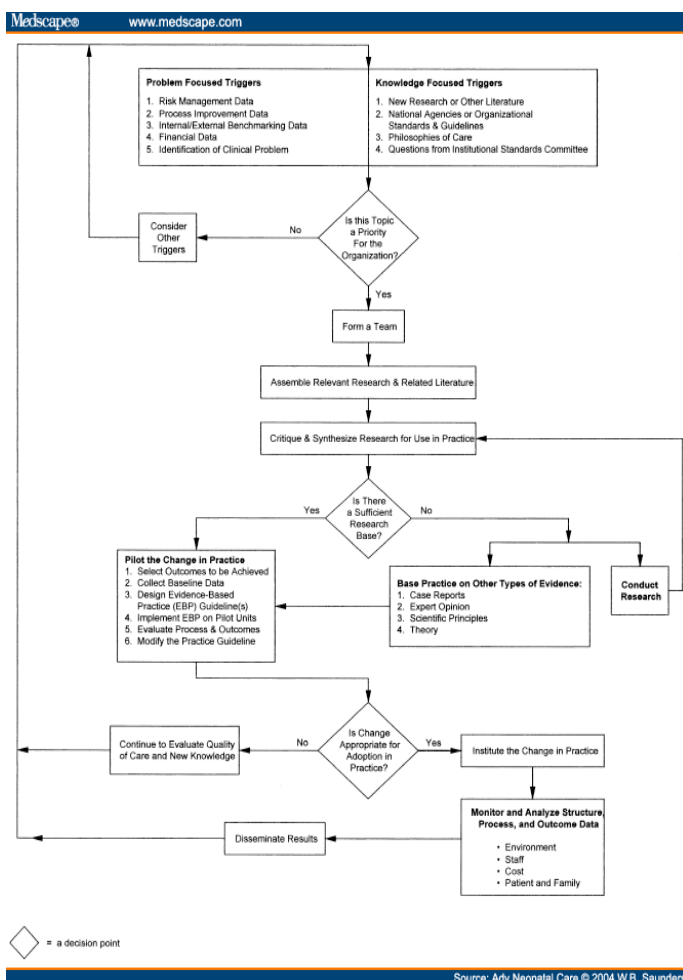 Medscape® www.medscape.com
Problem Focused Triggers
1. Risk Management Data
2. Process Improvement Data
3. Internal/External Benchmarking Data
4. Financial Data
5. Identification of Clinical Problem
Knowledge Focused Triggers
1. New Research or Other Literature
2. National Agencies or Organizational
Standards & Guidelines
3. Philosophies of Care
4. Questions from Institutional Standards Committee
Consider
Other
Triggers
No
Is this Topic
a Priority
For the
Organization?
Yes
Form a Team
Assemble Relevant Research & Related Literature
Critique & Synthesize Research for Use in Practice
Yes
Is There
a Sufficient
Research
Base?
No
Pilot the Change in Practice
1. Select Outcomes to be Achieved
2. Collect Baseline Data
3. Design Evidence-Based
Practice (EBP) Guideline(s)
4. Implement EBP on Pilot Units
5. Evaluate Process & Outcomes
6. Modify the Practice Guideline
Base Practice on Other Types of Evidence:
1. Case Reports
2. Expert Opinion
3. Scientific Principles
4. Theory
Conduct
Research
Continue to Evaluate Quality
of Care and New Knowledge
No
Is Change
Appropriate for
Adoption in
Practice?
Yes
Institute the Change in Practice
Disseminate Results
Monitor and Analyze Structure,
Process, and Outcome Data
• Environment
• Staff
• Cost
• Patient and Family
= a decision point
Source: Adv Neonatal Care © 2004 W.B. Saunders